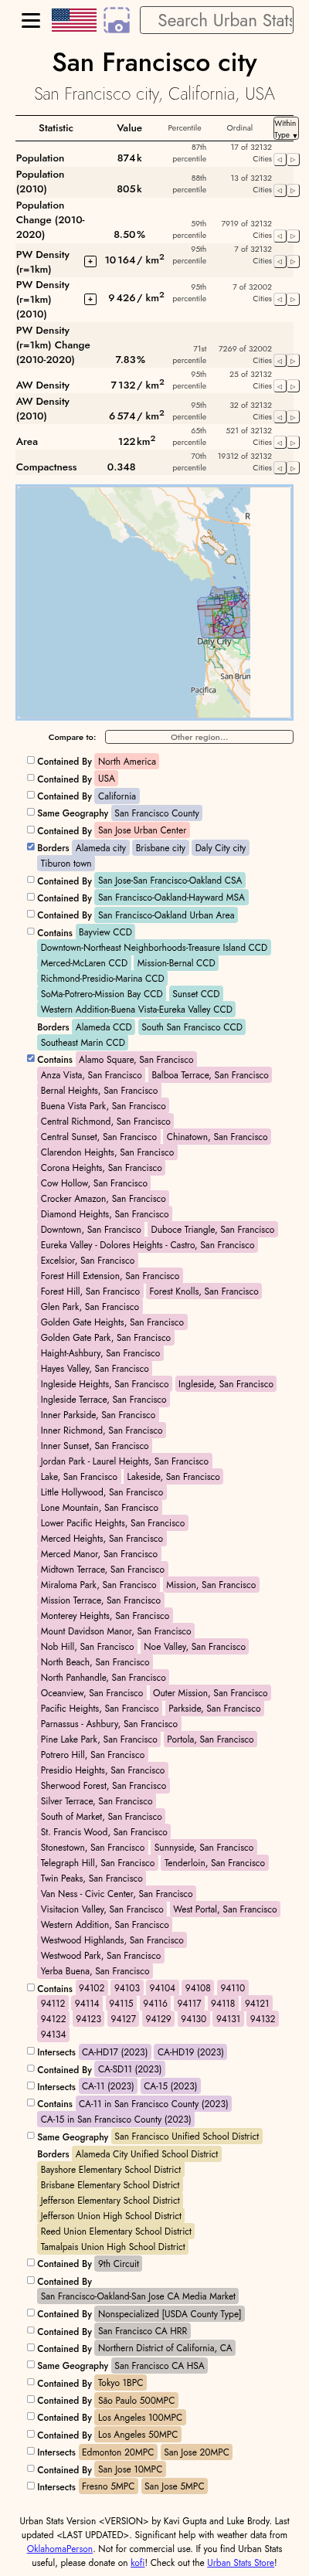 Search Urban Stats
San Francisco city
San Francisco city, California, USA
Statistic Value Percentile Ordinal Within Type ▼
Population 874k 87th percentile 17 of 32132 Cities
Population (2010) 805k 88th percentile 13 of 32132 Cities
Population Change (2010-2020) 8.50% 59th percentile 7919 of 32132 Cities
PW Density (r=1km) + 10 164 / km2 95th percentile 7 of 32132 Cities
PW Density (r=1km) (2010) + 9 426 / km2 95th percentile 7 of 32002 Cities
PW Density (r=1km) Change (2010-2020) 7.83% 71st percentile 7269 of 32002 Cities
AW Density 7 132 / km2 95th percentile 25 of 32132 Cities
AW Density (2010) 6 574 / km2 95th percentile 32 of 32132 Cities
Area 122 km2 65th percentile 521 of 32132 Cities
Compactness 0.348 70th percentile 19312 of 32132 Cities
Daly City
San Brun
Pacifica
Compare to: Other region...
Contained By North America
Contained By USA
Contained By California
Same Geography San Francisco County
Contained By San Jose Urban Center
Borders Alameda city Brisbane city Daly City city
Tiburon town
Contained By San Jose-San Francisco-Oakland CSA
Contained By San Francisco-Oakland-Hayward MSA
Contained By San Francisco-Oakland Urban Area
Contains Bayview CCD
Downtown-Northeast Neighborhoods-Treasure Island CCD
Merced-McLaren CCD Mission-Bernal CCD
Richmond-Presidio-Marina CCD
SoMa-Potrero-Mission Bay CCD Sunset CCD
Western Addition-Buena Vista-Eureka Valley CCD
Borders Alameda CCD South San Francisco CCD
Southeast Marin CCD
Contains Alamo Square, San Francisco
Anza Vista, San Francisco Balboa Terrace, San Francisco
Bernal Heights, San Francisco
Buena Vista Park, San Francisco
Central Richmond, San Francisco
Central Sunset, San Francisco Chinatown, San Francisco
Clarendon Heights, San Francisco
Corona Heights, San Francisco
Cow Hollow, San Francisco
Crocker Amazon, San Francisco
Diamond Heights, San Francisco
Downtown, San Francisco Duboce Triangle, San Francisco
Eureka Valley - Dolores Heights - Castro, San Francisco
Excelsior, San Francisco
Forest Hill Extension, San Francisco
Forest Hill, San Francisco Forest Knolls, San Francisco
Glen Park, San Francisco
Golden Gate Heights, San Francisco
Golden Gate Park, San Francisco
Haight-Ashbury, San Francisco
Hayes Valley, San Francisco
Ingleside Heights, San Francisco Ingleside, San Francisco
Ingleside Terrace, San Francisco
Inner Parkside, San Francisco
Inner Richmond, San Francisco
Inner Sunset, San Francisco
Jordan Park - Laurel Heights, San Francisco
Lake, San Francisco Lakeside, San Francisco
Little Hollywood, San Francisco
Lone Mountain, San Francisco
Lower Pacific Heights, San Francisco
Merced Heights, San Francisco
Merced Manor, San Francisco
Midtown Terrace, San Francisco
Miraloma Park, San Francisco Mission, San Francisco
Mission Terrace, San Francisco
Monterey Heights, San Francisco
Mount Davidson Manor, San Francisco
Nob Hill, San Francisco Noe Valley, San Francisco
North Beach, San Francisco
North Panhandle, San Francisco
Oceanview, San Francisco Outer Mission, San Francisco
Pacific Heights, San Francisco Parkside, San Francisco
Parnassus - Ashbury, San Francisco
Pine Lake Park, San Francisco Portola, San Francisco
Potrero Hill, San Francisco
Presidio Heights, San Francisco
Sherwood Forest, San Francisco
Silver Terrace, San Francisco
South of Market, San Francisco
St. Francis Wood, San Francisco
Stonestown, San Francisco Sunnyside, San Francisco
Telegraph Hill, San Francisco Tenderloin, San Francisco
Twin Peaks, San Francisco
Van Ness - Civic Center, San Francisco
Visitacion Valley, San Francisco West Portal, San Francisco
Western Addition, San Francisco
Westwood Highlands, San Francisco
Westwood Park, San Francisco
Yerba Buena, San Francisco
Contains 94102 94103 94104 94108 94110
94112 94114 94115 94116 94117 94118 94121
94122 94123 94127 94129 94130 94131 94132
94134
Intersects CA-HD17 (2023) CA-HD19 (2023)
Contained By CA-SD11 (2023)
Intersects CA-11 (2023) CA-15 (2023)
Contains CA-11 in San Francisco County (2023)
CA-15 in San Francisco County (2023)
Same Geography San Francisco Unified School District
Borders Alameda City Unified School District
Bayshore Elementary School District
Brisbane Elementary School District
Jefferson Elementary School District
Jefferson Union High School District
Reed Union Elementary School District
Tamalpais Union High School District
Contained By 9th Circuit
Contained By
San Francisco-Oakland-San Jose CA Media Market
Contained By Nonspecialized [USDA County Type]
Contained By San Francisco CA HRR
Contained By Northern District of California, CA
Same Geography San Francisco CA HSA
Contained By Tokyo 1BPC
Contained By São Paulo 500MPC
Contained By Los Angeles 100MPC
Contained By Los Angeles 50MPC
Intersects Edmonton 20MPC San Jose 20MPC
Contained By San Jose 10MPC
Intersects Fresno 5MPC San Jose 5MPC
Urban Stats Version <VERSION> by Kavi Gupta and Luke Brody. Last
updated <LAST UPDATED>. Significant help with weather data from
OklahomaPerson. Not for commercial use. If you find Urban Stats
useful, please donate on kofi! Check out the Urban Stats Store!